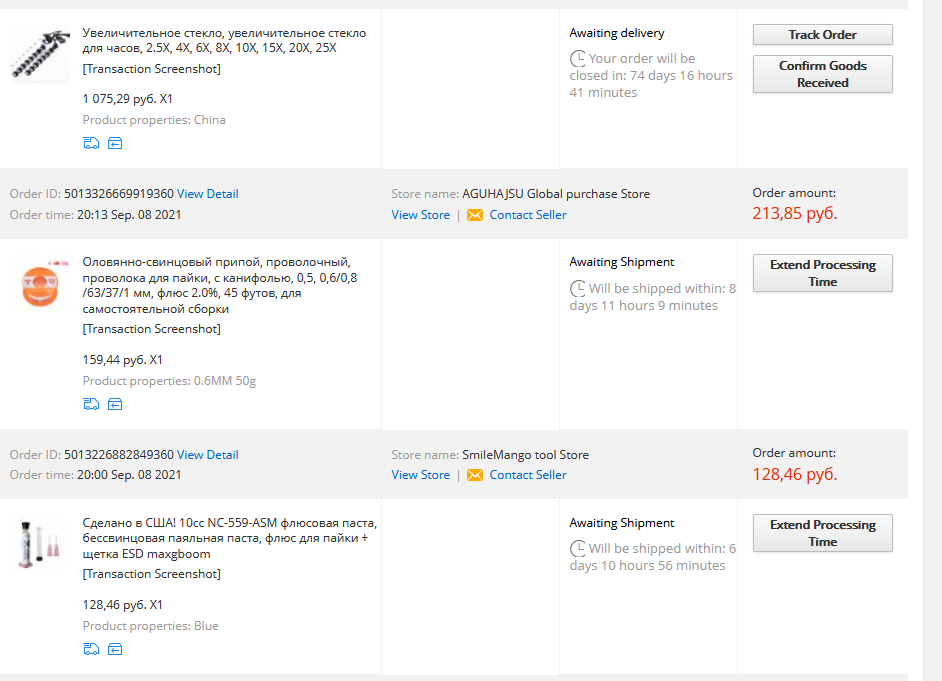 Увеличительное стекло, увеличительное стекло
для часов, 2.5X, 4X, 6X, 8X, 10X, 15X, 20X, 25X
[Transaction Screenshot]
1 075,29 руб. X1
Product properties: China
Awaiting delivery
Your order will be
closed in: 74 days 16 hours
41 minutes
Track Order
Confirm Goods
Received
Order ID: 5013326669919360 View Detail
Order time: 20:13 Sep. 08 2021
Store name: AGUHAJSU Global purchase Store
View Store | Contact Seller
Order amount:
213,85 руб.
Оловянно-свинцовый припой, проволочный,
проволока для пайки, с канифолью, 0,5, 0,6/0,8
/63/37/1 мм, флюс 2.0%, 45 футов, для
самостоятельной сборки
[Transaction Screenshot]
159,44 руб. X1
Product properties: 0.6MM 50g
Awaiting Shipment
Will be shipped within: 8
days 11 hours 9 minutes
Extend Processing
Time
Order ID: 5013226882849360 View Detail
Order time: 20:00 Sep. 08 2021
Store name: SmileMango tool Store
View Store | Contact Seller
Order amount:
128,46 руб.
Сделано в США! 10cc NC-559-ASM флюсовая паста,
бессвинцовая паяльная паста, флюс для пайки +
щетка ESD maxgboom
[Transaction Screenshot]
128,46 руб. X1
Product properties: Blue
Awaiting Shipment
Will be shipped within: 6
days 10 hours 56 minutes
Extend Processing
Time